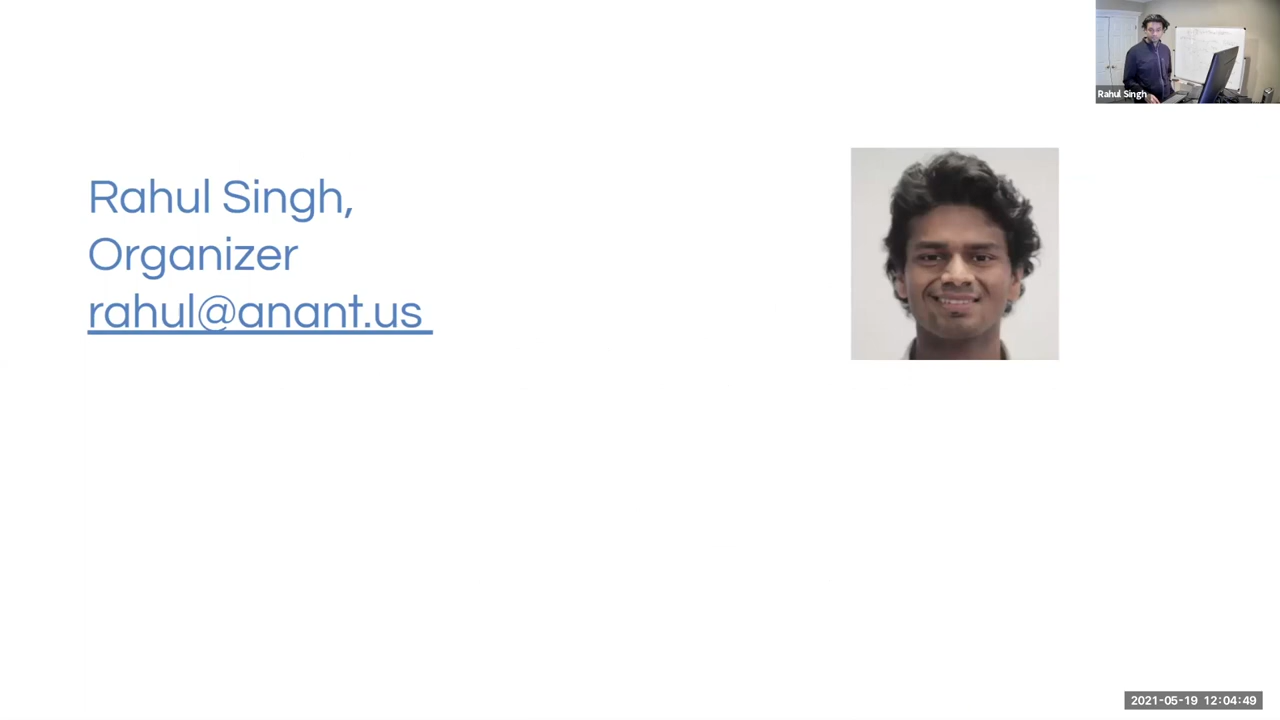 Rahul Singh
Rahul Singh,
Organizer
rahul@anant.us
2021-05-19 12:04:49